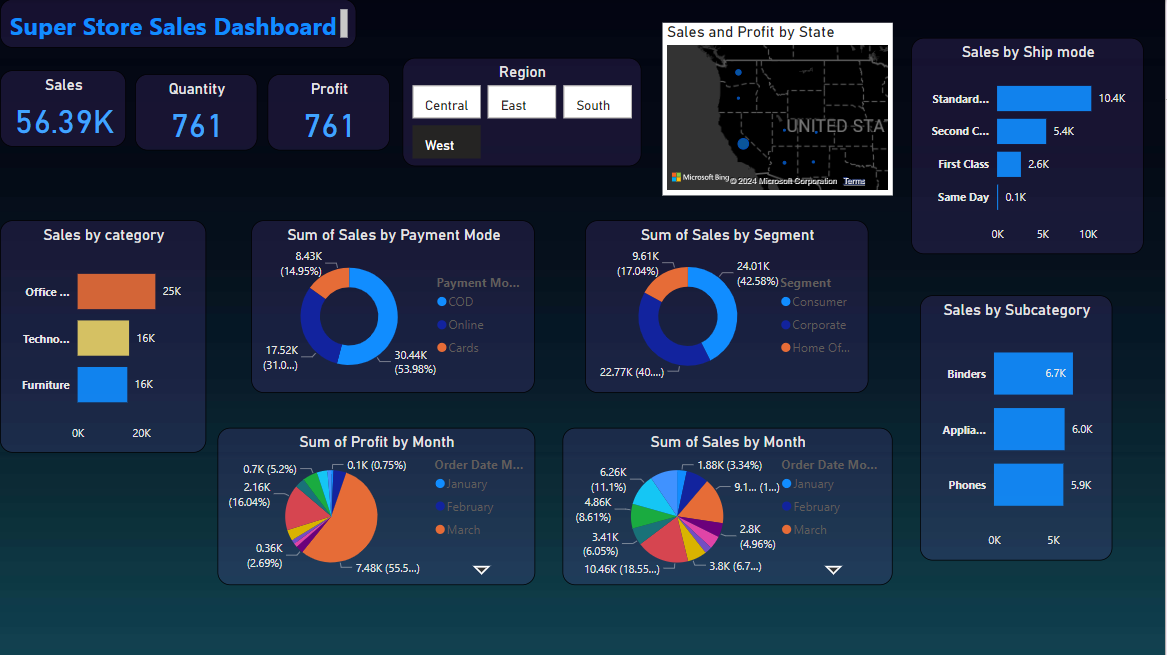 Super Store Sales Dashboard
Sales
56.39K
Quantity
761
Profit
761
Region
Central
East
South
West
Sales and Profit by State
UNITED STAT
Microsoft Bing
© 2024 Microsoft Corporation
Terms
Sales by Ship mode
Standard... 10.4K
Second C... 5.4K
First Class 2.6K
Same Day 0.1K
0K 5K 10K
Sales by category
Office ... 25K
Techno... 16K
Furniture 16K
0K 20K
Sum of Sales by Payment Mode
8.43K
(14.95%)
17.52K
(31.0...)
30.44K
(53.98%)
Payment Mo...
COD
Online
Cards
Sum of Sales by Segment
9.61K
(17.04%)
24.01K
(42.58%)
22.77K (40....)
Segment
Consumer
Corporate
Home Of...
Sales by Subcategory
Binders 6.7K
Applia... 6.0K
Phones 5.9K
0K 5K
Sum of Profit by Month
0.7K (5.2%)
0.1K (0.75%)
2.16K
(16.04%)
0.36K
(2.69%)
7.48K (55.5...)
Order Date M...
January
February
March
Sum of Sales by Month
6.26K
(11.1%)
1.88K (3.34%)
4.86K
(8.61%)
9.1... (1...)
3.41K
(6.05%)
2.8K
(4.96%)
10.46K (18.55...)
3.8K (6.7...)
Order Date Mo...
January
February
March